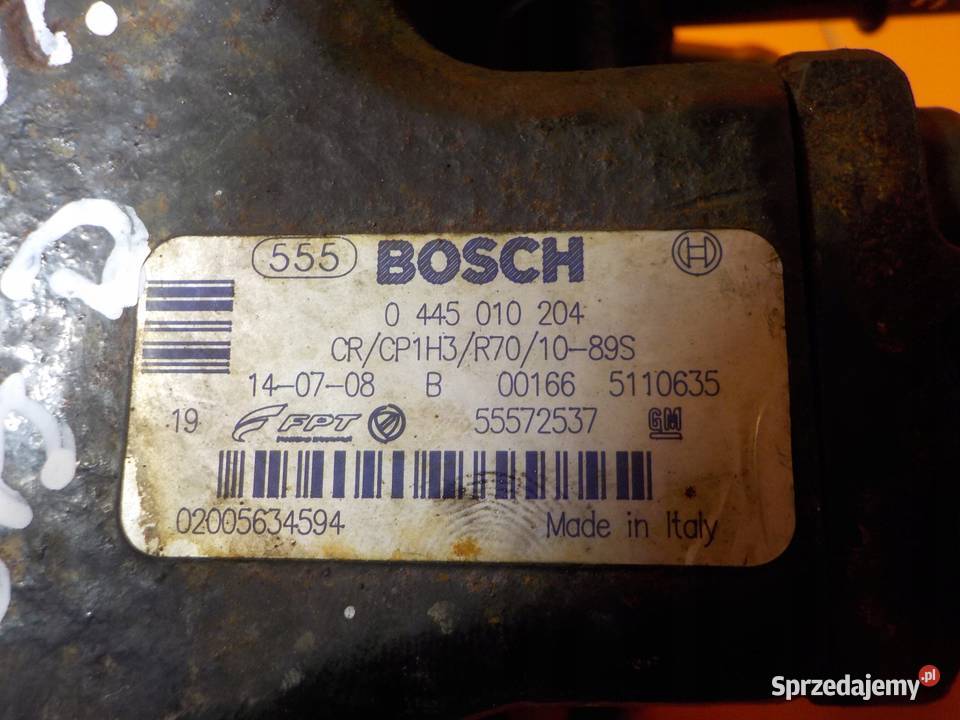 555 BOSCH
0 445 010 204
CR/CP1H3/R70/10-89S
14-07-08 B 00166 5110635
19 FPT 55572537 GM
02005634594 Made in Italy
Sprzedajemy.pl